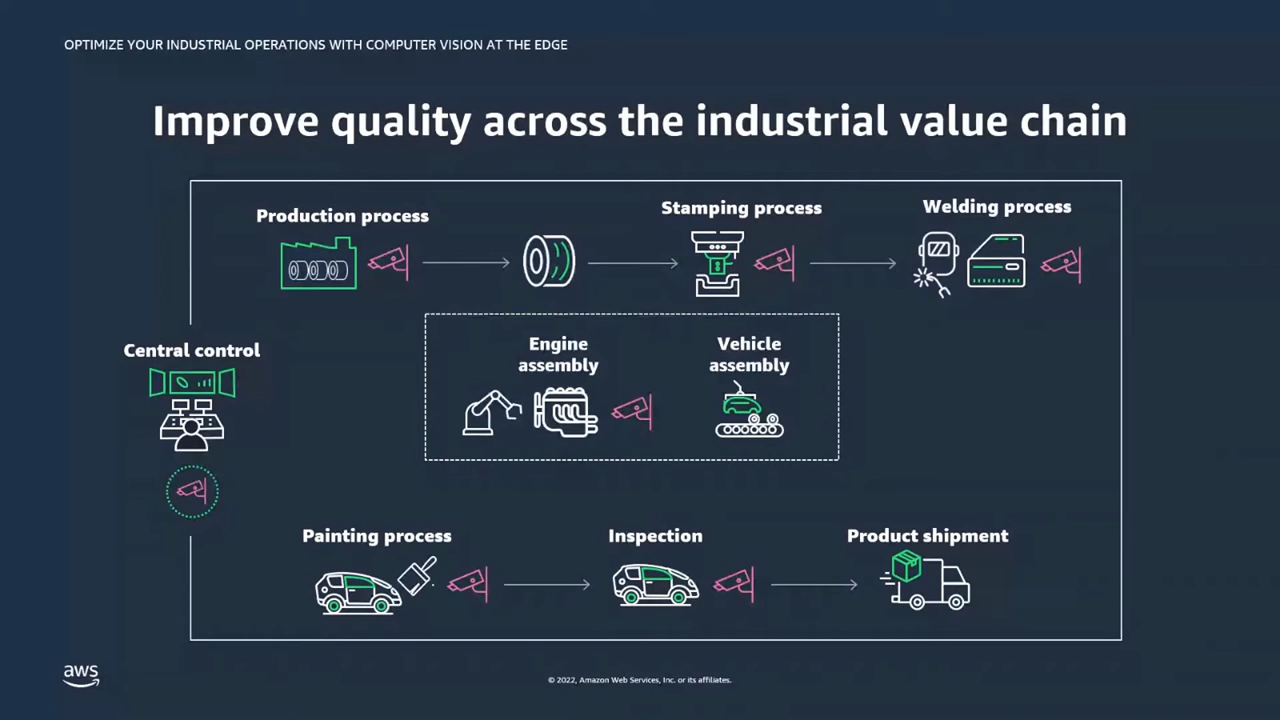 OPTIMIZE YOUR INDUSTRIAL OPERATIONS WITH COMPUTER VISION AT THE EDGE
Improve quality across the industrial value chain
Production process
Stamping process
Welding process
Central control
Engine
assembly
Vehicle
assembly
Painting process
Inspection
Product shipment
aws
© 2022, Amazon Web Services, Inc. or its affiliates.